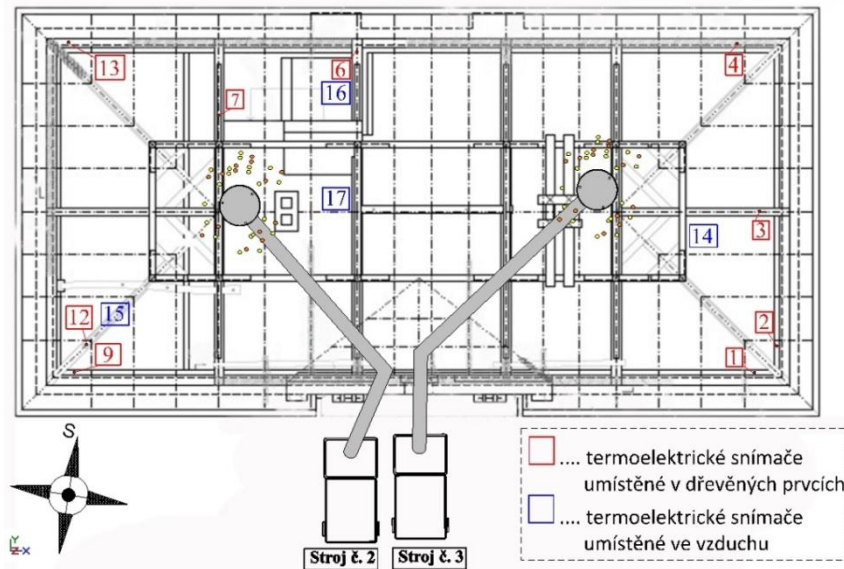 13
6
4
16
7
17
3
14
15
12
2
9
1
S
.... termoelektrické snímače
umístěné v dřevěných prvcích
.... termoelektrické snímače
umístěné ve vzduchu
Y
Z X
Stroj č. 2
Stroj č. 3